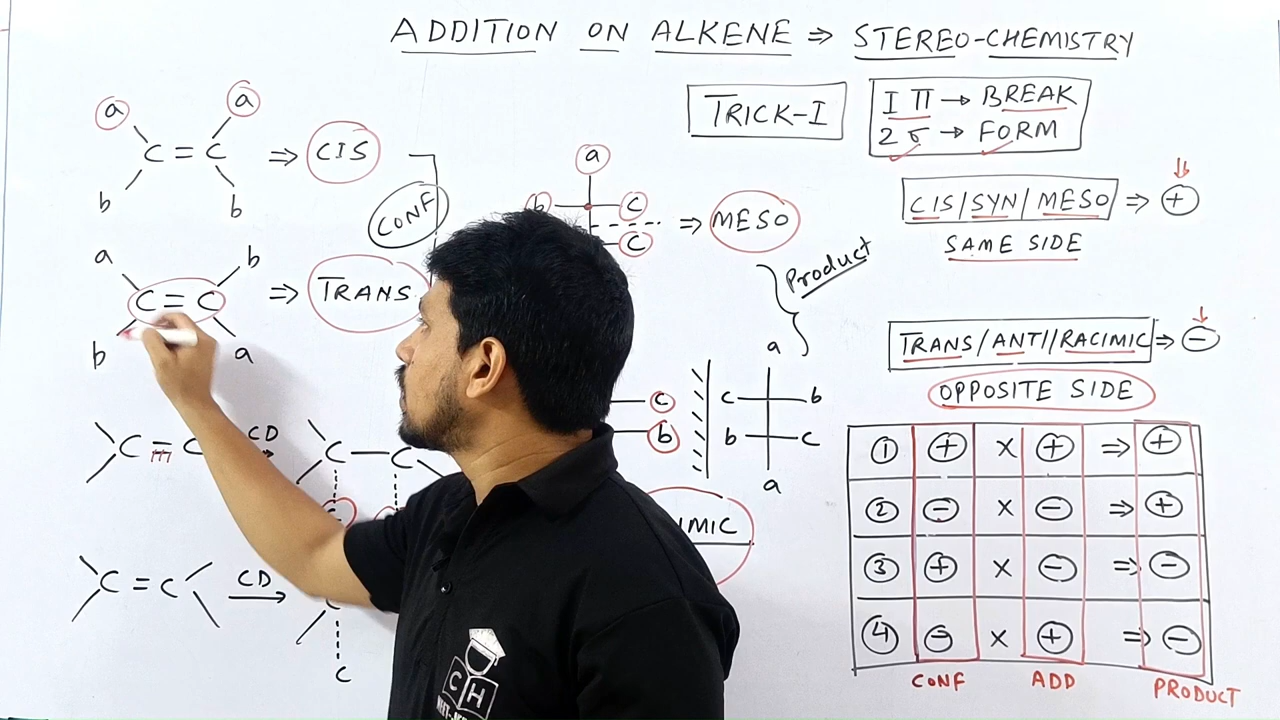 ADDITION ON ALKENE ⇒ STEREO-CHEMISTRY
TRICK-I
I π → BREAK
2 σ → FORM
a a
C = C ⇒ CIS
b b
CONF
a b
C = C ⇒ TRANS
b a
a
b c
c
⇒ MESO
Product
CIS/SYN/MESO ⇒ +
SAME SIDE
TRANS/ANTI/RACIMIC ⇒ −
OPPOSITE SIDE
c
b
a
c b
b c
a
IMIC
C = C CD → C — C
C = C CD →
C
c
① + × + ⇒ +
② − × − ⇒ +
③ + × − ⇒ −
④ − × + ⇒ −
CONF ADD PRODUCT
C H